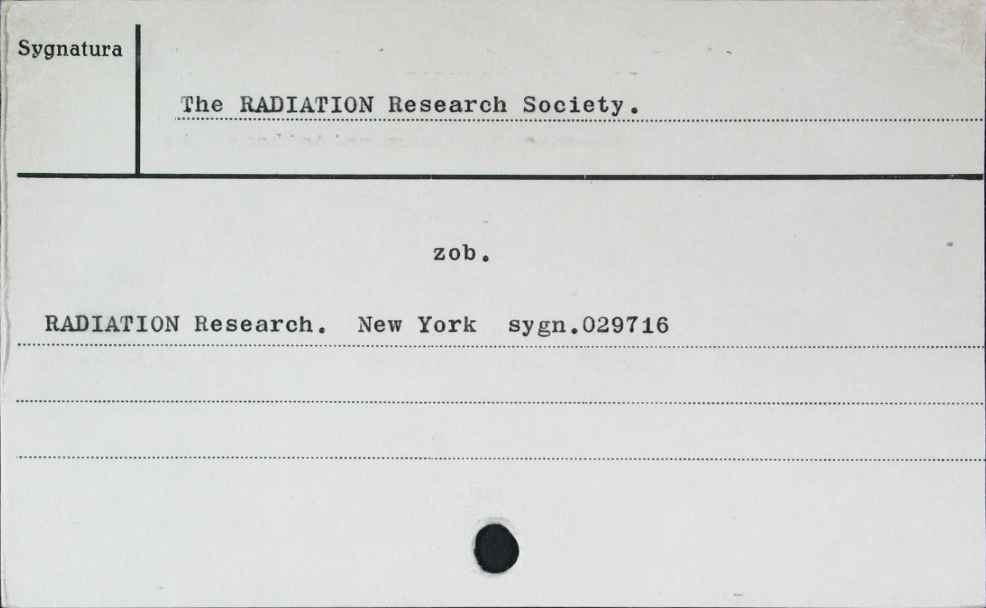 Sygnatura
The RADIATION Research Society.
zob.
RADIATION Research. New York sygn.029716